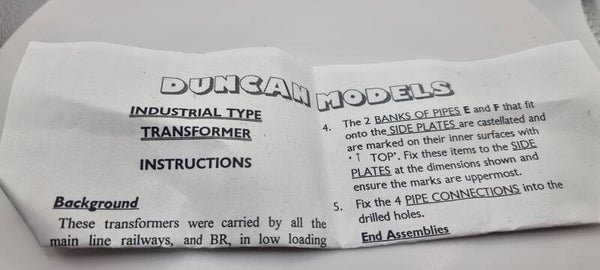 DUNCAN MODELS
INDUSTRIAL TYPE
TRANSFORMER
INSTRUCTIONS
Background
These transformers were carried by all the
main line railways, and BR, in low loading
4. The 2 BANKS OF PIPES E and F that fit
onto the SIDE PLATES are castellated and
are marked on their inner surfaces with
'↑ TOP'. Fix these items to the SIDE
PLATES at the dimensions shown and
ensure the marks are uppermost.
5. Fix the 4 PIPE CONNECTIONS into the
drilled holes.
End Assemblies